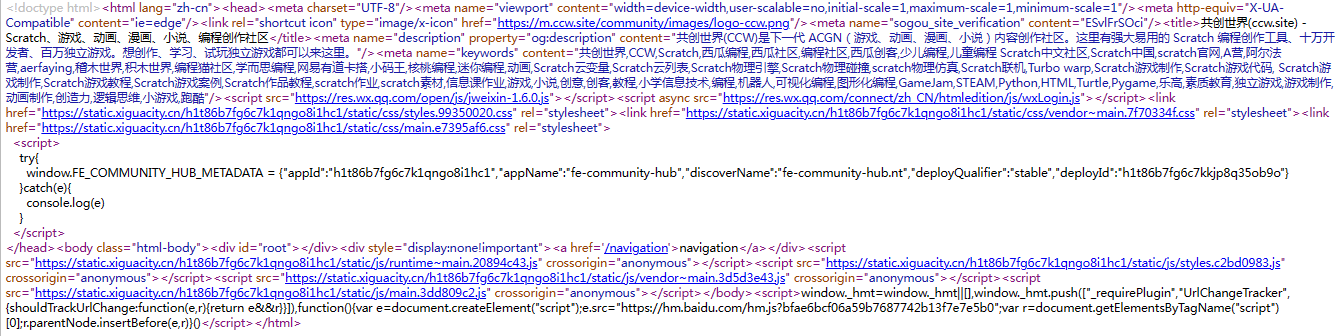 <!doctype html><html lang="zh-cn"><head><meta charset="UTF-8"/><meta name="viewport" content="width=device-width,user-scalable=no,initial-scale=1,maximum-scale=1,minimum-scale=1"/><meta http-equiv="X-UA-
Compatible" content="ie=edge"/><link rel="shortcut icon" type="image/x-icon" href="https://m.ccw.site/community/images/logo-ccw.png"/><meta name="sogou_site_verification" content="ESvlFrSOci"/><title>共创世界(ccw.site) -
Scratch、游戏、动画、漫画、小说、编程创作社区</title><meta name="description" property="og:description" content="共创世界(CCW)是下一代 ACGN（游戏、动画、漫画、小说）内容创作社区。这里有强大易用的 Scratch 编程创作工具、十万开
发者、百万独立游戏。想创作、学习、试玩独立游戏都可以来这里。"/><meta name="keywords" content="共创世界,CCW,Scratch,西瓜编程,西瓜社区,编程社区,西瓜创客,少儿编程,儿童编程 Scratch中文社区,Scratch中国,scratch官网,A营,阿尔法
营,aerfaying,稽木世界,积木世界,编程猫社区,学而思编程,网易有道卡搭,小码王,核桃编程,迷你编程,动画,Scratch云变量,Scratch云列表,Scratch物理引擎,Scratch物理碰撞,scratch物理仿真,Scratch联机,Turbo warp,Scratch游戏制作,Scratch游戏代码, Scratch游
戏制作,Scratch游戏教程,Scratch游戏案例,Scratch作品教程,scratch作业,scratch素材,信息课作业,游戏,小说,创意,创客,教程,小学信息技术,编程,机器人,可视化编程,图形化编程,GameJam,STEAM,Python,HTML,Turtle,Pygame,乐高,素质教育,独立游戏,游戏制作,
动画制作,创造力,逻辑思维,小游戏,跑酷"/><script src="https://res.wx.qq.com/open/js/jweixin-1.6.0.js"></script><script async src="https://res.wx.qq.com/connect/zh_CN/htmledition/js/wxLogin.js"></script><link
href="https://static.xiguacity.cn/h1t86b7fg6c7k1qngo8i1hc1/static/css/styles.99350020.css" rel="stylesheet"><link href="https://static.xiguacity.cn/h1t86b7fg6c7k1qngo8i1hc1/static/css/vendor~main.7f70334f.css" rel="stylesheet"><link
href="https://static.xiguacity.cn/h1t86b7fg6c7k1qngo8i1hc1/static/css/main.e7395af6.css" rel="stylesheet">
<script>
try{
window.FE_COMMUNITY_HUB_METADATA = {"appId":"h1t86b7fg6c7k1qngo8i1hc1","appName":"fe-community-hub","discoverName":"fe-community-hub.nt","deployQualifier":"stable","deployId":"h1t86b7fg6c7kkjp8q35ob9o"}
}catch(e){
console.log(e)
}
</script>
</head><body class="html-body"><div id="root"></div><div style="display:none!important"><a href='/navigation'>navigation</a></div><script
src="https://static.xiguacity.cn/h1t86b7fg6c7k1qngo8i1hc1/static/js/runtime~main.20894c43.js" crossorigin="anonymous"></script><script src="https://static.xiguacity.cn/h1t86b7fg6c7k1qngo8i1hc1/static/js/styles.c2bd0983.js"
crossorigin="anonymous"></script><script src="https://static.xiguacity.cn/h1t86b7fg6c7k1qngo8i1hc1/static/js/vendor~main.3d5d3e43.js" crossorigin="anonymous"></script><script
src="https://static.xiguacity.cn/h1t86b7fg6c7k1qngo8i1hc1/static/js/main.3dd809c2.js" crossorigin="anonymous"></script></body><script>window._hmt=window._hmt||[],window._hmt.push(["_requirePlugin","UrlChangeTracker",
{shouldTrackUrlChange:function(e,r){return e&&r}}]),function(){var e=document.createElement("script");e.src="https://hm.baidu.com/hm.js?bfae6bcf06a59b7687742b13f7e7e5b0";var r=document.getElementsByTagName("script")
[0];r.parentNode.insertBefore(e,r)}()</script></html>